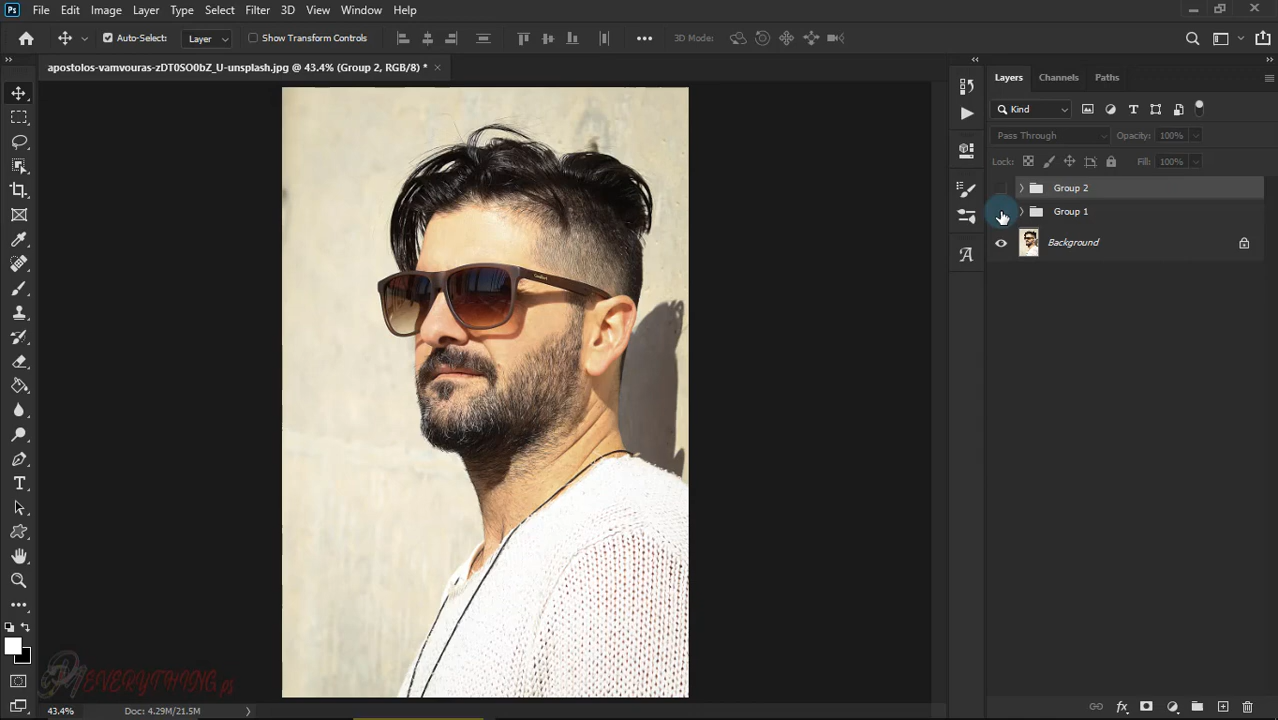 Ps File Edit Image Layer Type Select Filter 3D View Window Help
Auto-Select: Layer Show Transform Controls 3D Mode:
apostolos-vamvouras-zDT0SO0bZ_U-unsplash.jpg @ 43.4% (Group 2, RGB/8) *
Layers Channels Paths
Kind
Pass Through Opacity: 100%
Lock: Fill: 100%
Group 2
Group 1
Background
EVERYTHING ps
43.4% Doc: 4.29M/21.5M